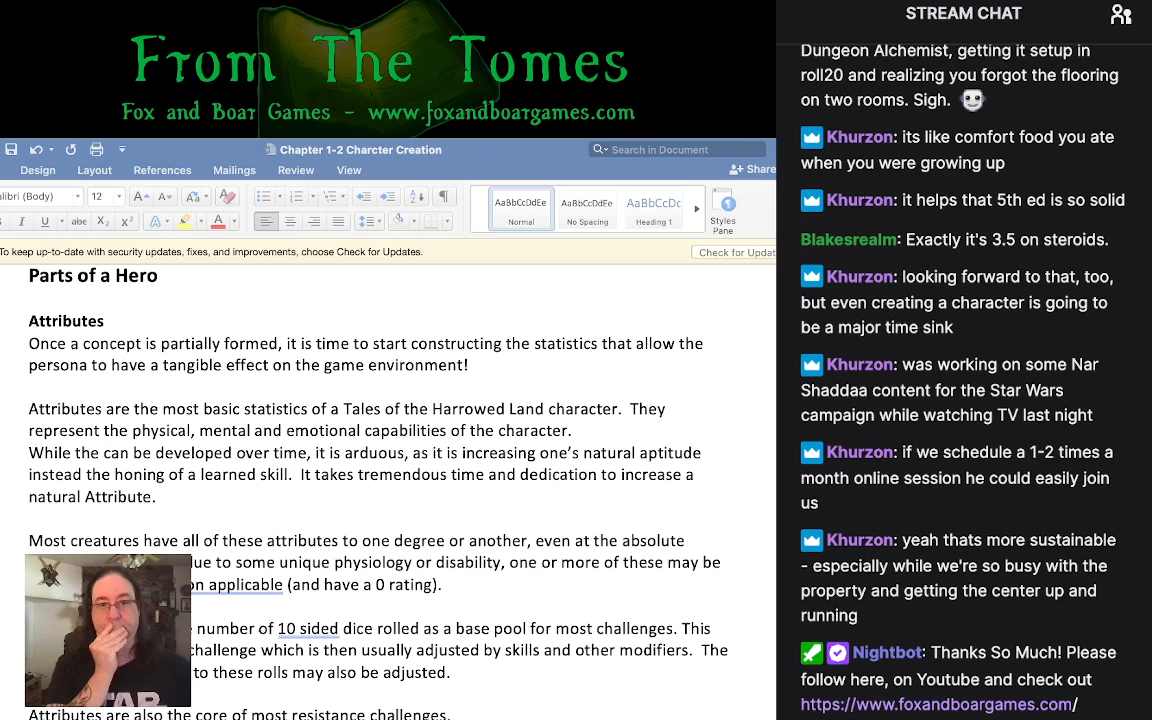 From The Tomes
Fox and Boar Games - www.foxandboargames.com
Chapter 1-2 Charcter Creation
Search in Document
Design Layout References Mailings Review View
Share
(Body) 12
AaBbCcDdEe AaBbCcDdEe AaBbCcDc
Normal No Spacing Heading 1
Styles
Pane
To keep up-to-date with security updates, fixes, and improvements, choose Check for Updates.
Check for
Parts of a Hero
Attributes
Once a concept is partially formed, it is time to start constructing the statistics that allow the
persona to have a tangible effect on the game environment!
Attributes are the most basic statistics of a Tales of the Harrowed Land character. They
represent the physical, mental and emotional capabilities of the character.
While the can be developed over time, it is arduous, as it is increasing one's natural aptitude
instead the honing of a learned skill. It takes tremendous time and dedication to increase a
natural Attribute.
Most creatures have all of these attributes to one degree or another, even at the absolute
to some unique physiology or disability, one or more of these may be
applicable (and have a 0 rating).
number of 10 sided dice rolled as a base pool for most challenges. This
challenge which is then usually adjusted by skills and other modifiers. The
to these rolls may also be adjusted.
Attributes are also the core of most resistance challenges.
STREAM CHAT
Dungeon Alchemist, getting it setup in
roll20 and realizing you forgot the flooring
on two rooms. Sigh.
Khurzon: its like comfort food you ate
when you were growing up
Khurzon: it helps that 5th ed is so solid
Blakesrealm: Exactly it's 3.5 on steroids.
Khurzon: looking forward to that, too,
but even creating a character is going to
be a major time sink
Khurzon: was working on some Nar
Shaddaa content for the Star Wars
campaign while watching TV last night
Khurzon: if we schedule a 1-2 times a
month online session he could easily join
us
Khurzon: yeah thats more sustainable
- especially while we're so busy with the
property and getting the center up and
running
Nightbot: Thanks So Much! Please
follow here, on Youtube and check out
https://www.foxandboargames.com/